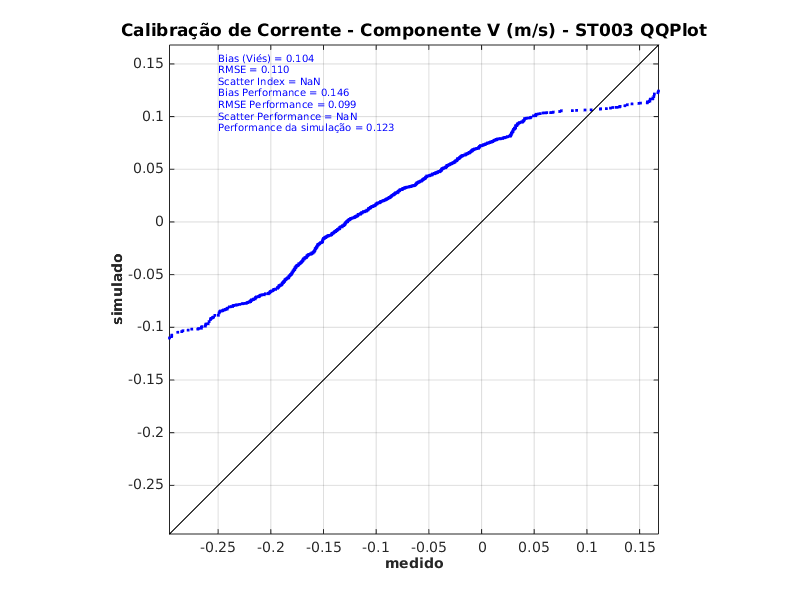 Calibração de Corrente - Componente V (m/s) - ST003 QQPlot
Bias (Viés) = 0.104
RMSE = 0.110
Scatter Index = NaN
Bias Performance = 0.146
RMSE Performance = 0.099
Scatter Performance = NaN
Performance da simulação = 0.123
0.15
0.1
0.05
0
-0.05
-0.1
-0.15
-0.2
-0.25
simulado
-0.25 -0.2 -0.15 -0.1 -0.05 0 0.05 0.1 0.15
medido